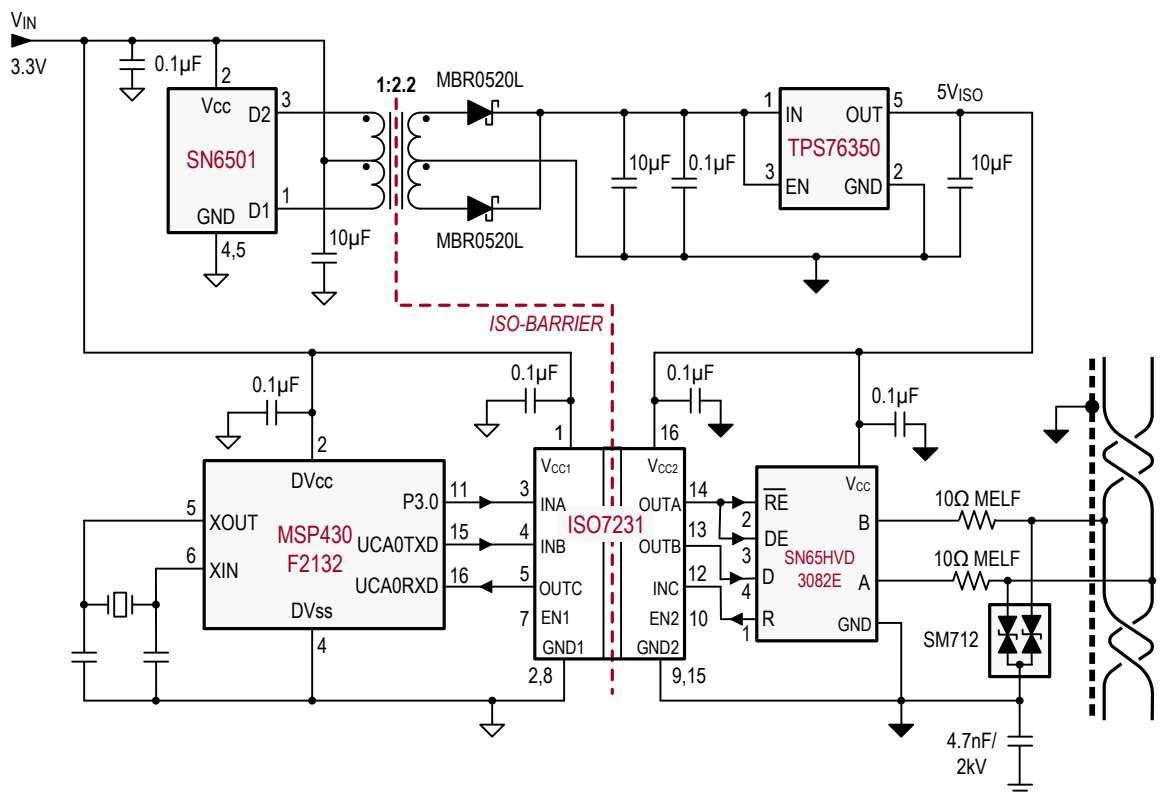 VIN
3.3V
0.1µF
2
Vcc
D2
3
SN6501
D1
1
GND
4,5
10µF
1:2.2
MBR0520L
MBR0520L
10µF
0.1µF
1
IN
OUT
5
TPS76350
3
EN
GND
2
5VISO
10µF
ISO-BARRIER
0.1µF
2
DVcc
5
XOUT
6
XIN
MSP430
F2132
P3.0
11
UCA0TXD
15
UCA0RXD
16
DVss
4
0.1µF
1
VCC1
3
INA
4
INB
5
OUTC
7
EN1
GND1
2,8
ISO7231
0.1µF
16
VCC2
OUTA
14
OUTB
13
INC
12
EN2
10
GND2
9,15
0.1µF
VCC
RE
2
DE
3
D
4
R
1
SN65HVD
3082E
B
A
GND
10Ω MELF
10Ω MELF
SM712
4.7nF/
2kV